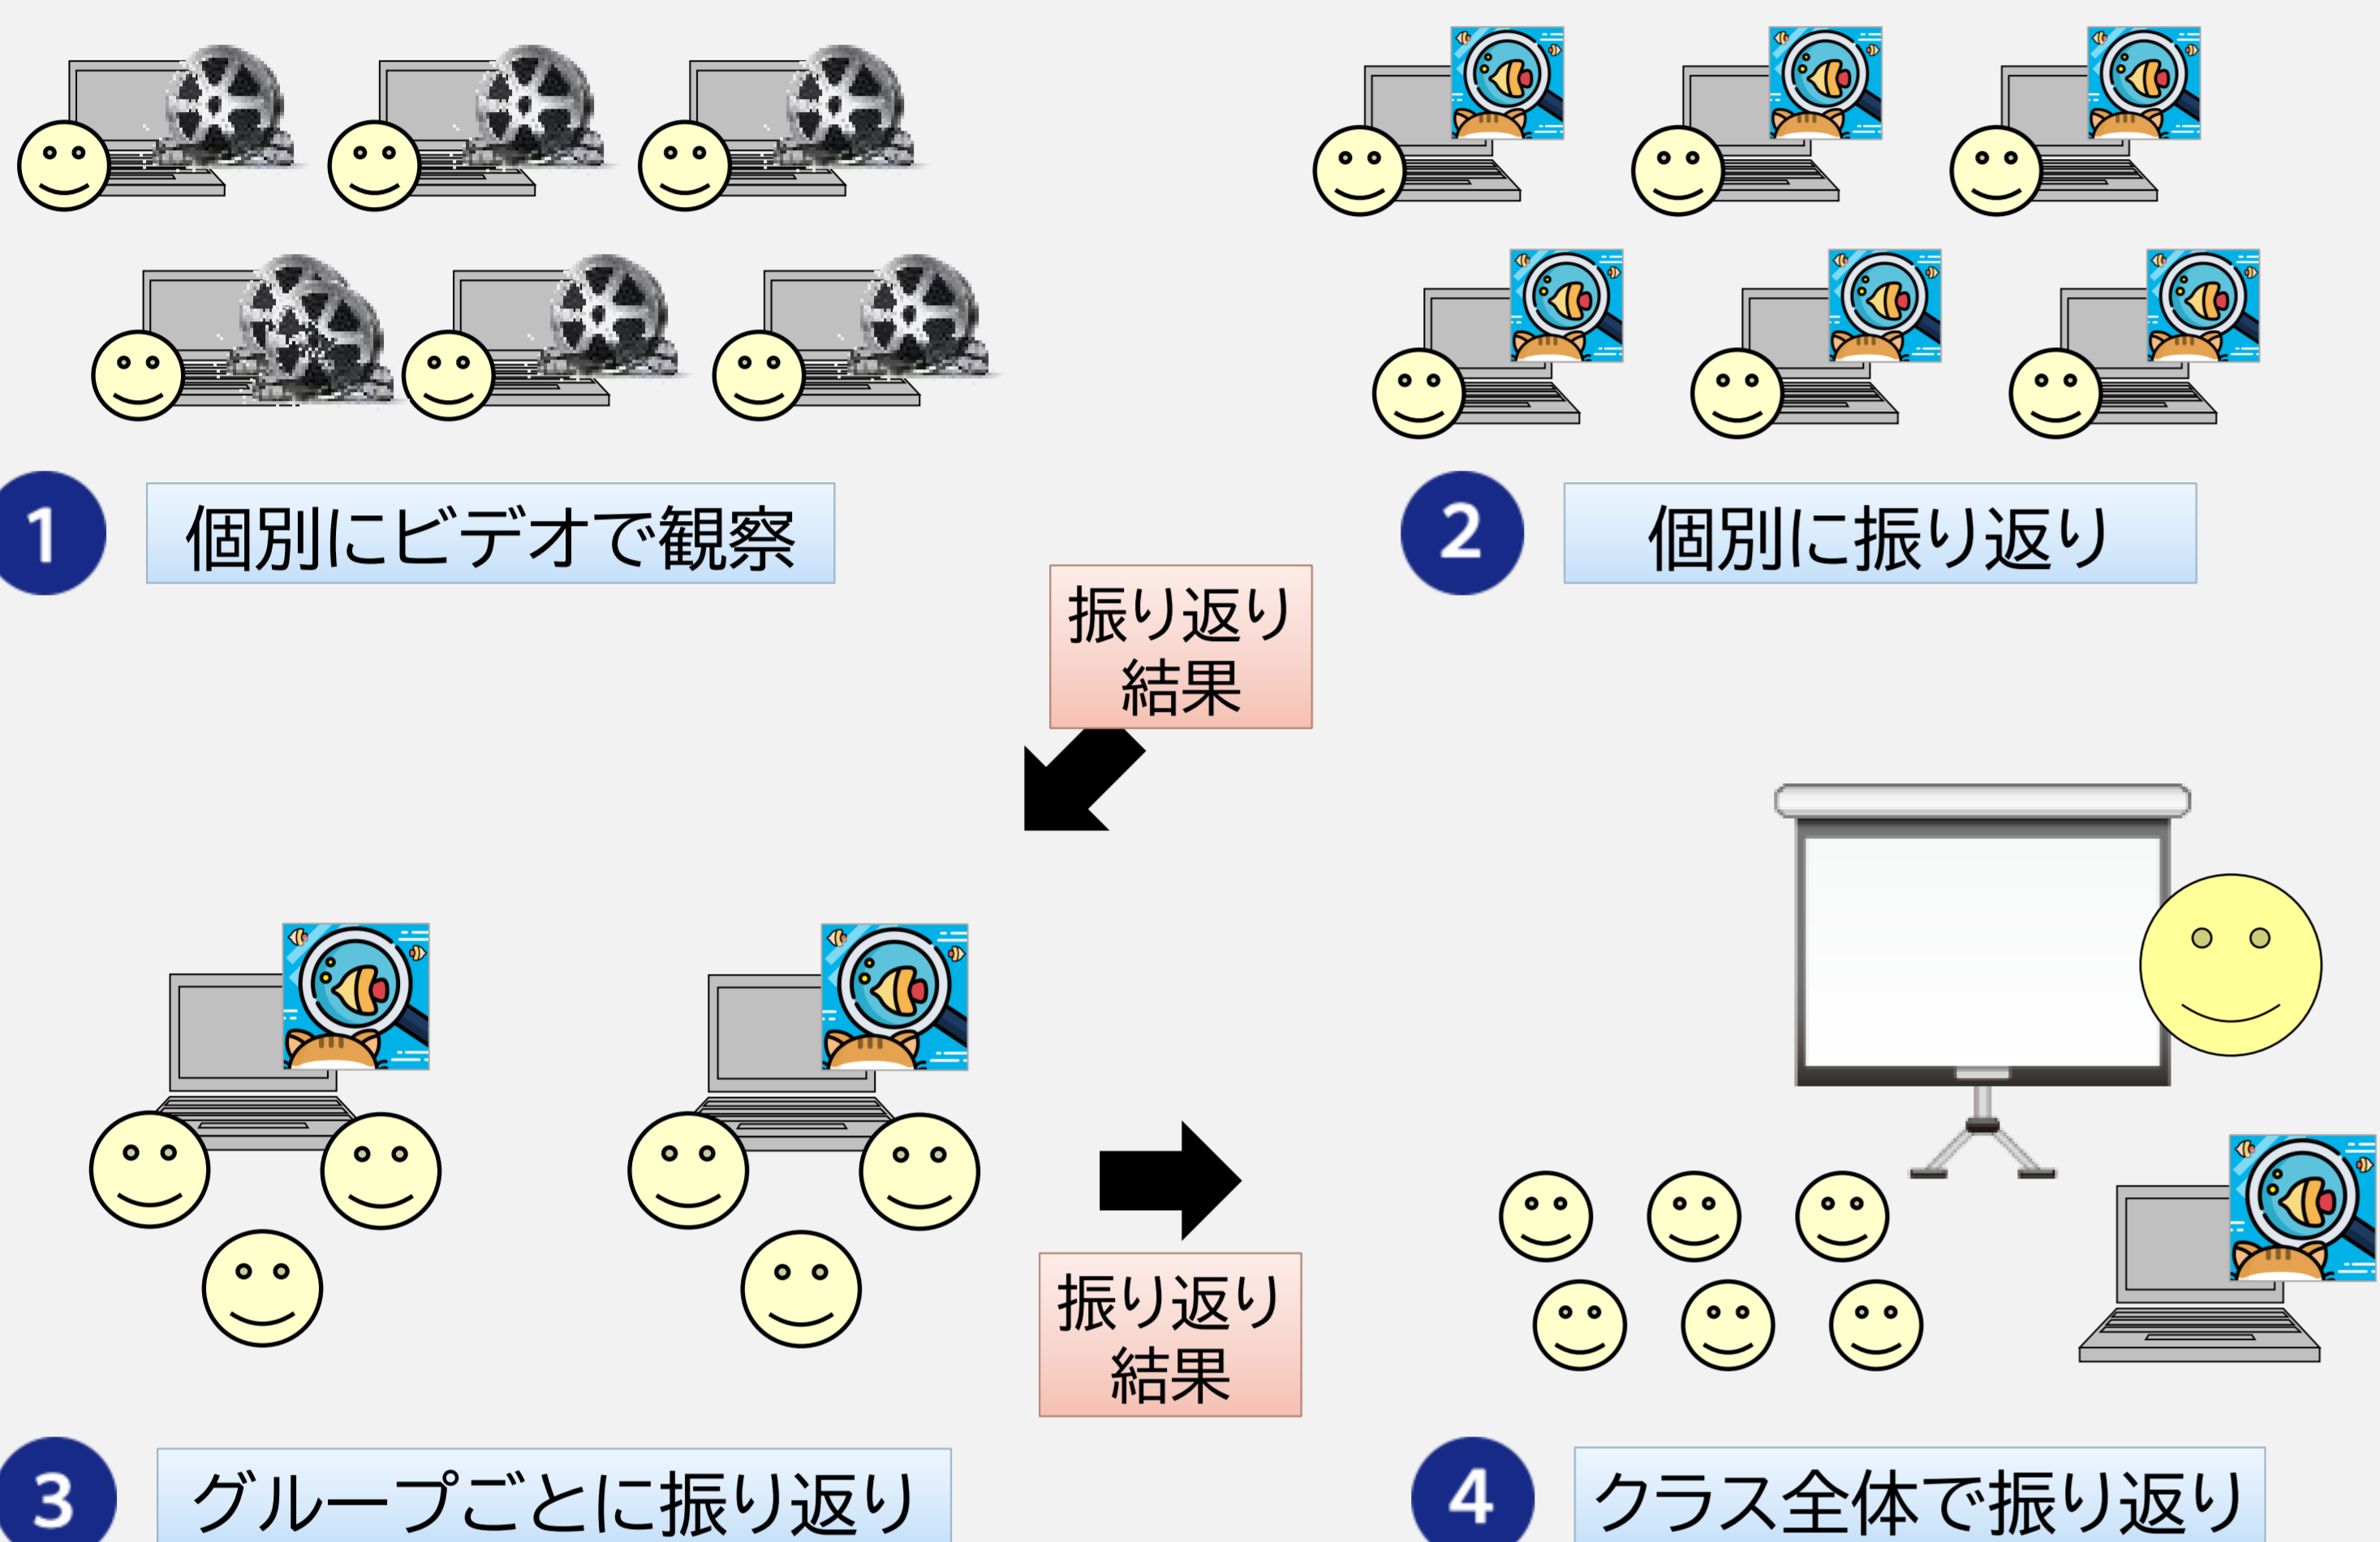 1
個別にビデオで観察
2
個別に振り返り
振り返り
結果
振り返り
結果
3
グループごとに振り返り
4
クラス全体で振り返り